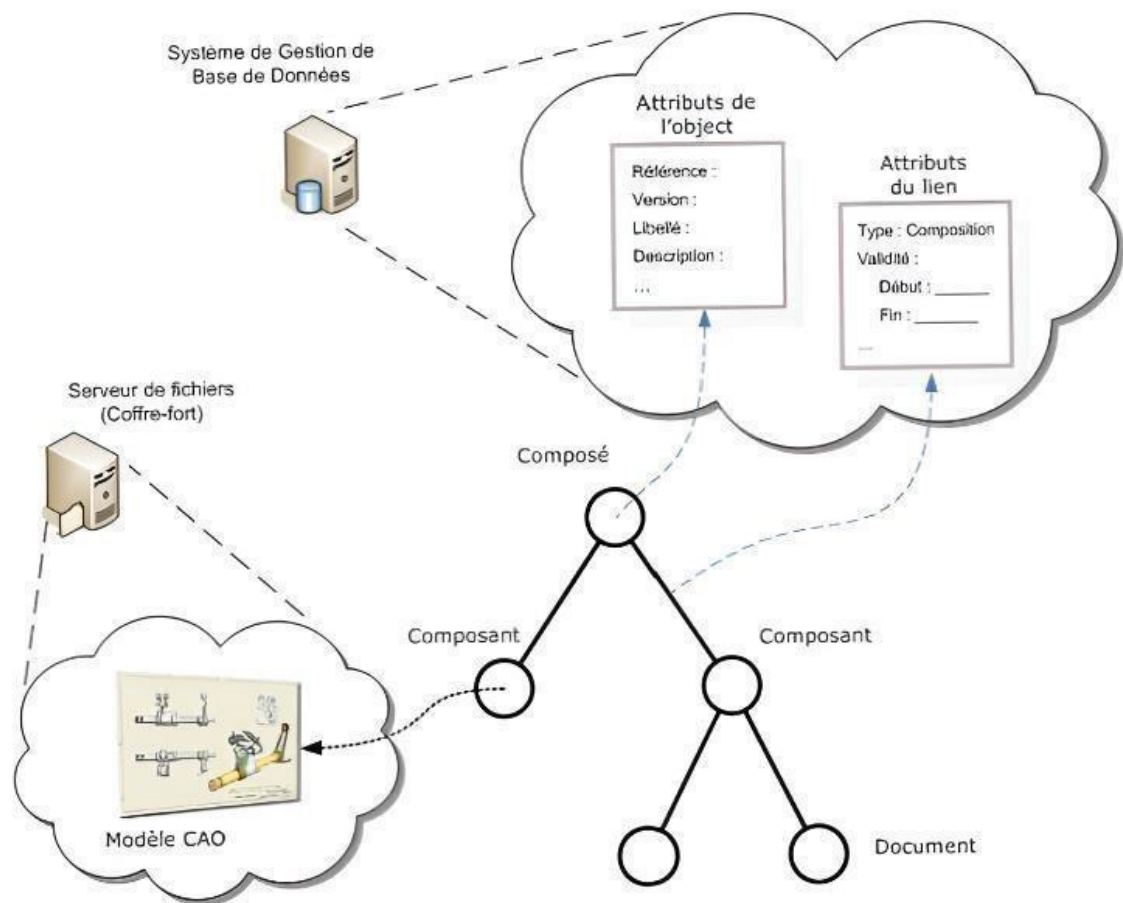 Système de Gestion de
Base de Données
Attributs de
l'object
Référence :
Version :
Libellé :
Description :
...
Attributs
du lien
Type : Composition
Validité :
Début : ______
Fin : ______
...
Serveur de fichiers
(Coffre-fort)
Composé
Composant
Composant
Modèle CAO
Document